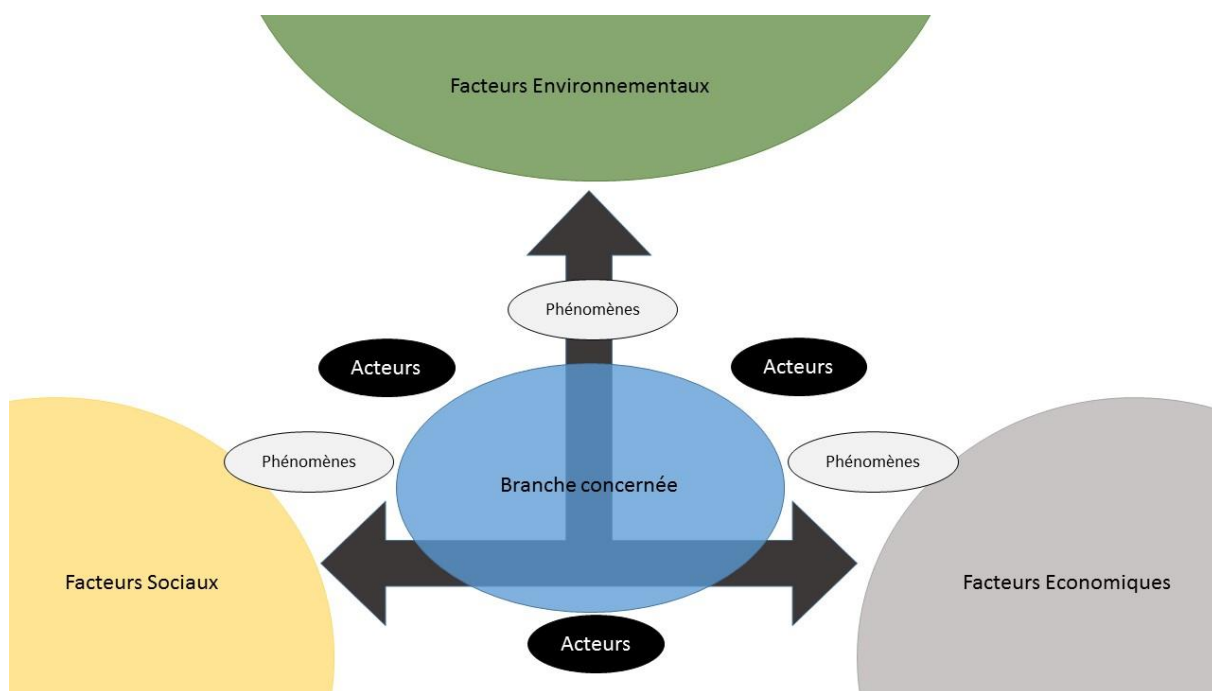 Facteurs Environnementaux
Phénomènes
Acteurs
Acteurs
Phénomènes
Phénomènes
Branche concernée
Facteurs Sociaux
Facteurs Economiques
Acteurs